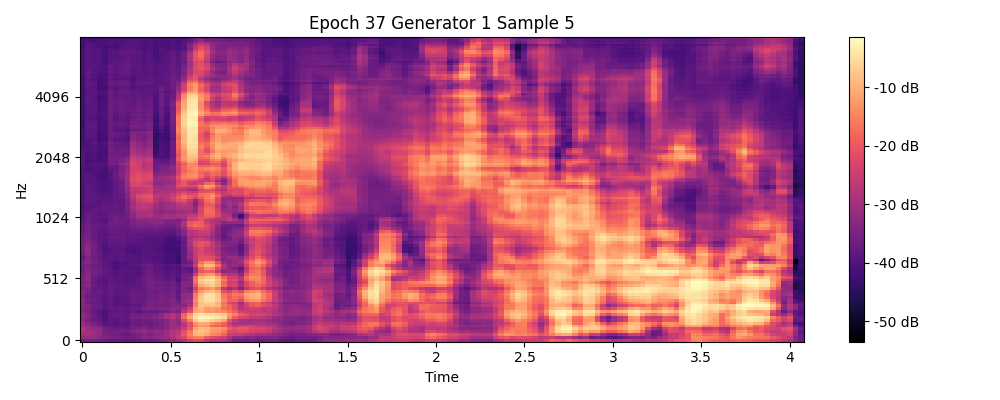 Epoch 37 Generator 1 Sample 5
Hz
4096
2048
1024
512
0
0 0.5 1 1.5 2 2.5 3 3.5 4
Time
-10 dB
-20 dB
-30 dB
-40 dB
-50 dB